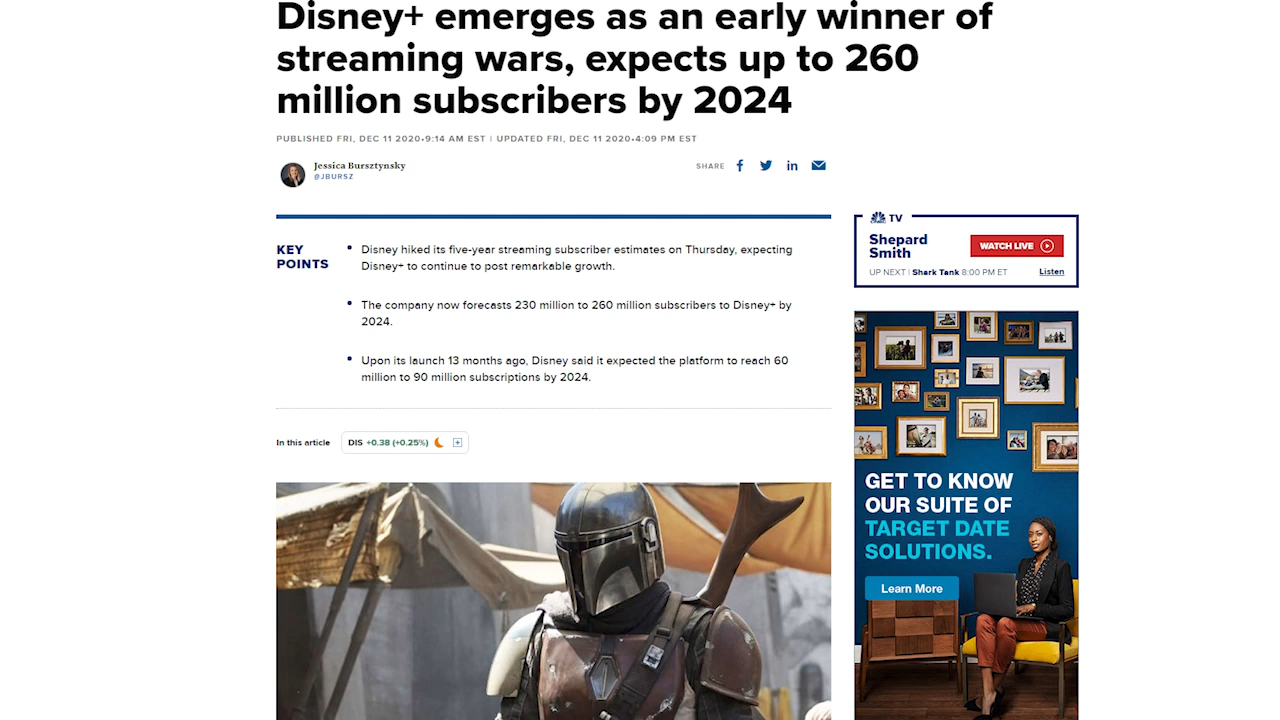 Disney+ emerges as an early winner of
streaming wars, expects up to 260
million subscribers by 2024
PUBLISHED FRI, DEC 11 2020•9:14 AM EST | UPDATED FRI, DEC 11 2020•4:09 PM EST
Jessica Bursztynsky
@JBURSZ
SHARE
KEY
POINTS
Disney hiked its five-year streaming subscriber estimates on Thursday, expecting
Disney+ to continue to post remarkable growth.
The company now forecasts 230 million to 260 million subscribers to Disney+ by
2024.
Upon its launch 13 months ago, Disney said it expected the platform to reach 60
million to 90 million subscriptions by 2024.
In this article
DIS +0.38 (+0.25%)
TV
Shepard
Smith
WATCH LIVE
UP NEXT | Shark Tank 8:00 PM ET
Listen
GET TO KNOW
OUR SUITE OF
TARGET DATE
SOLUTIONS.
Learn More